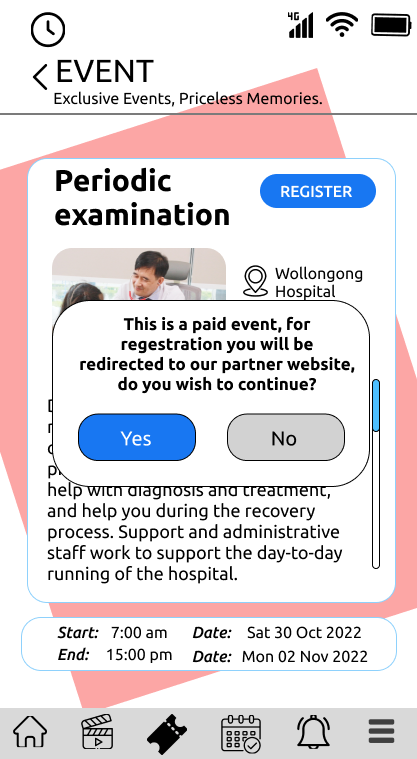 4G
EVENT
Exclusive Events, Priceless Memories.
Periodic
examination
REGISTER
Wollongong
Hospital
This is a paid event, for
regestration you will be
redirected to our partner website,
do you wish to continue?
Yes
No
help with diagnosis and treatment,
and help you during the recovery
process. Support and administrative
staff work to support the day-to-day
running of the hospital.
Start: 7:00 am Date: Sat 30 Oct 2022
End: 15:00 pm Date: Mon 02 Nov 2022